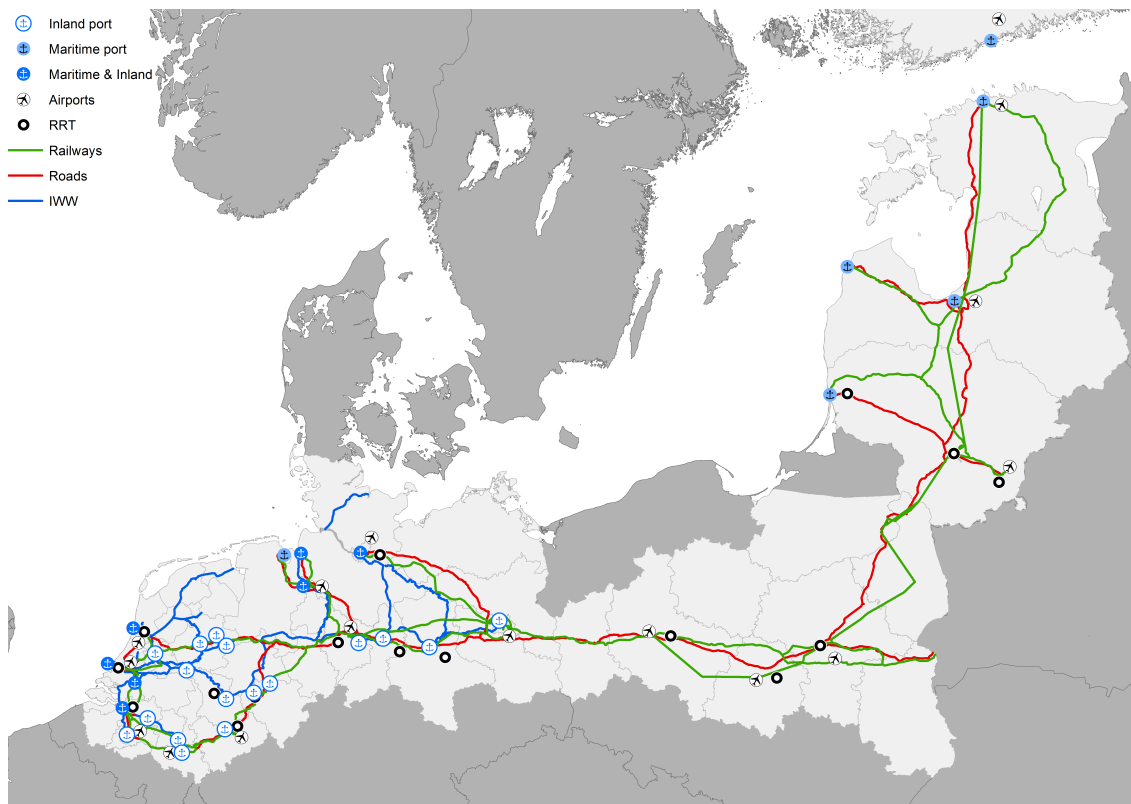 Inland port
Maritime port
Maritime & Inland
Airports
RRT
Railways
Roads
IWW